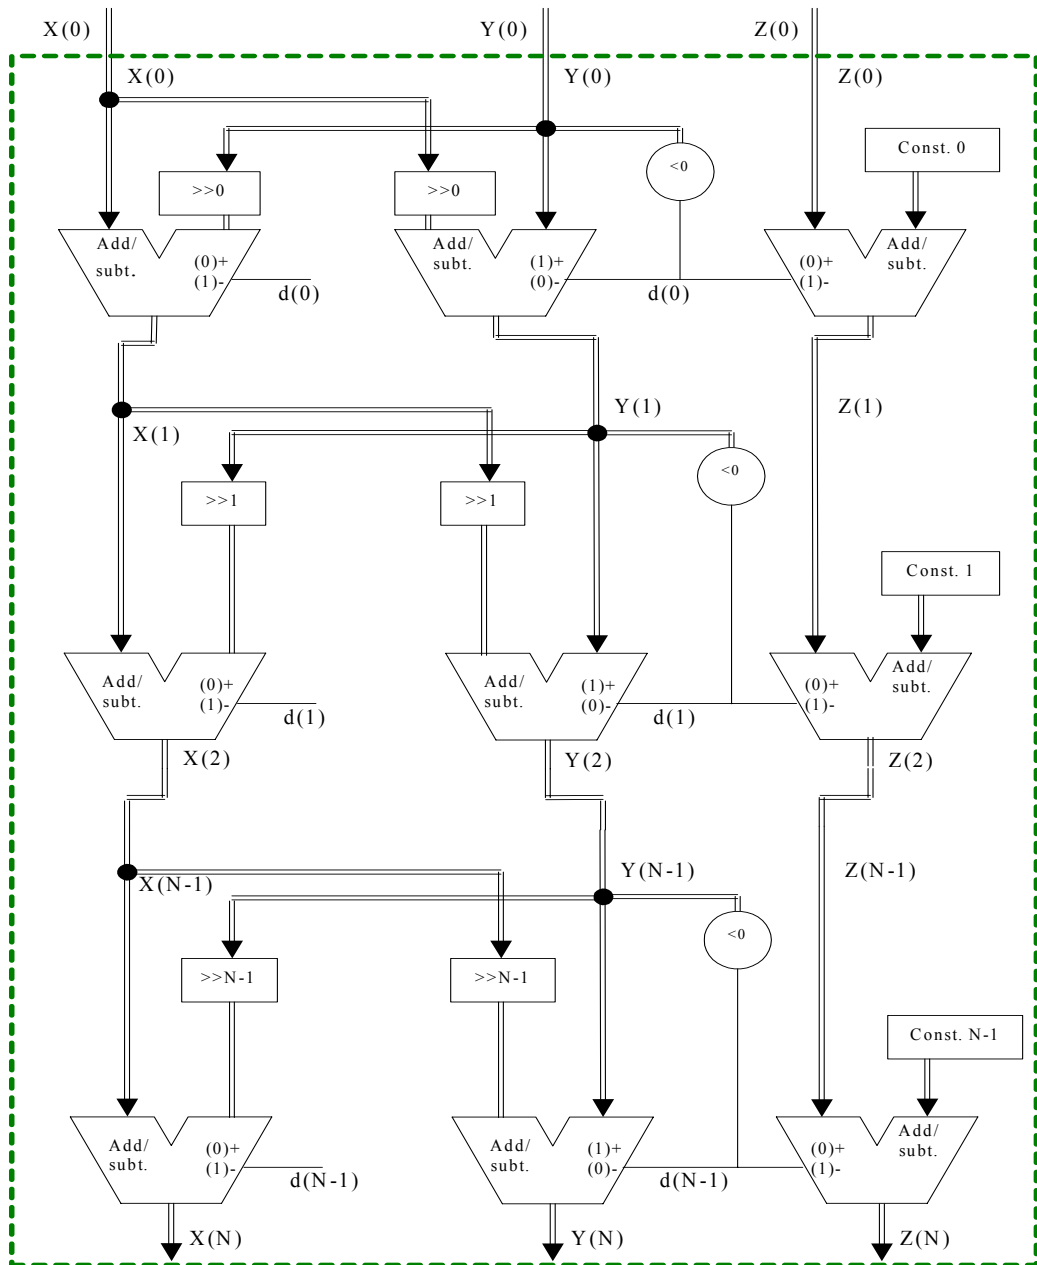 X(0)
Y(0)
Z(0)
X(0)
Y(0)
Z(0)
Const. 0
<0
>>0
>>0
Add/
subt.
(0)+
(1)-
d(0)
Add/
subt.
(1)+
(0)-
d(0)
(0)+
(1)-
Add/
subt.
X(1)
Y(1)
Z(1)
<0
>>1
>>1
Const. 1
Add/
subt.
(0)+
(1)-
d(1)
Add/
subt.
(1)+
(0)-
d(1)
(0)+
(1)-
Add/
subt.
X(2)
Y(2)
Z(2)
X(N-1)
Y(N-1)
Z(N-1)
<0
>>N-1
>>N-1
Const. N-1
Add/
subt.
(0)+
(1)-
d(N-1)
Add/
subt.
(1)+
(0)-
d(N-1)
(0)+
(1)-
Add/
subt.
X(N)
Y(N)
Z(N)